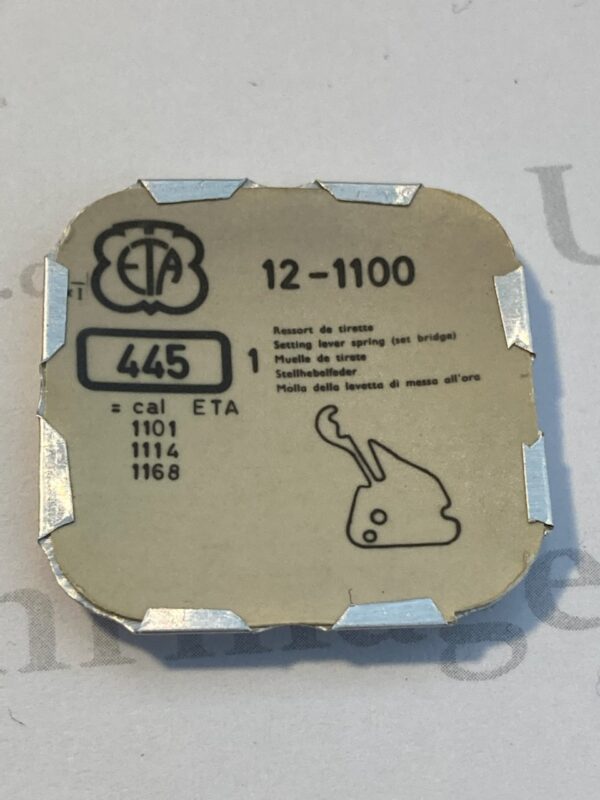 ETA
12-1100
445
1
Ressort de tirette
Setting lever spring (set bridge)
Muelle de tirete
Stellhebelfeder
Molla della levetta di messa all'ora
= cal ETA
1101
1114
1168